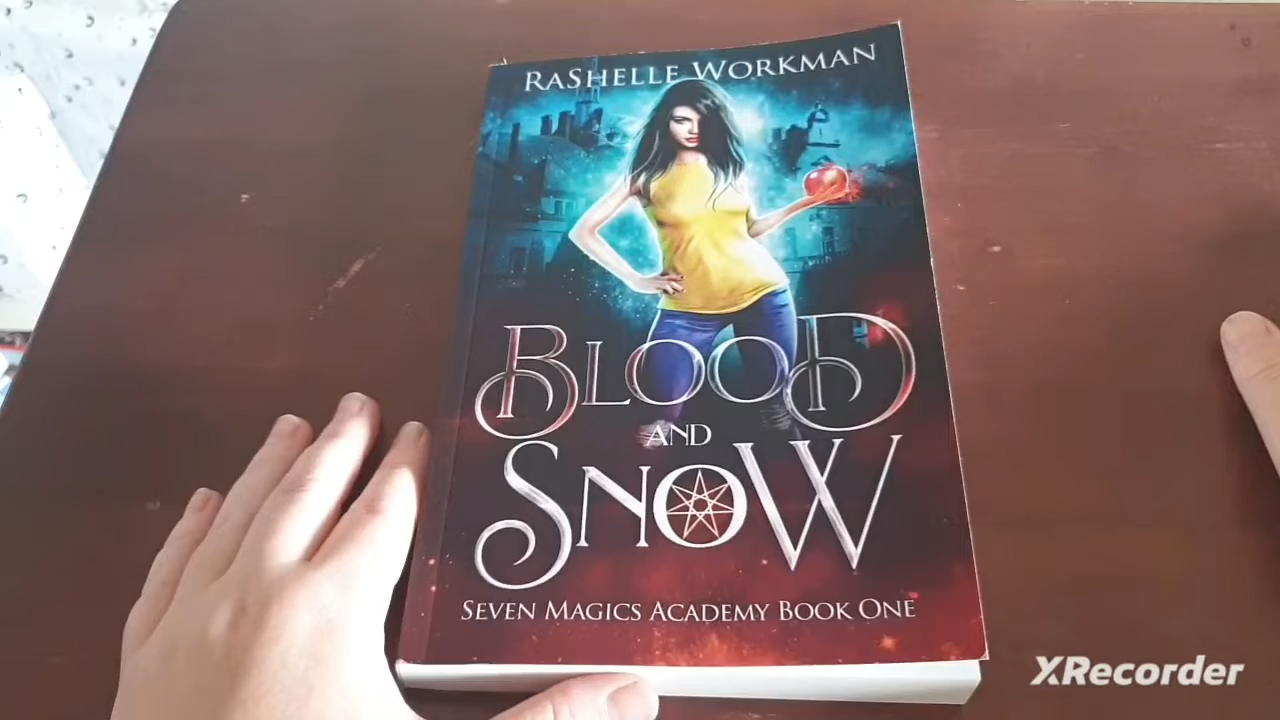 RaShelle Workman
Blood
and
Snow
Seven Magics Academy Book One
XRecorder